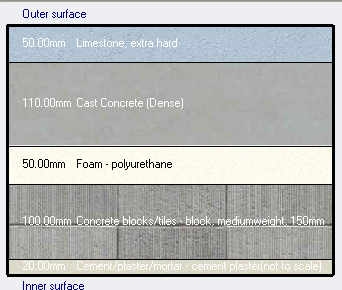 Outer surface
50.00mm Limestone, extra hard
110.00mm Cast Concrete (Dense)
50.00mm Foam - polyurethane
100.00mm Concrete blocks/tiles - block, mediumweight, 150mm
20.00mm Cement/plaster/mortar - cement plaster(not to scale)
Inner surface